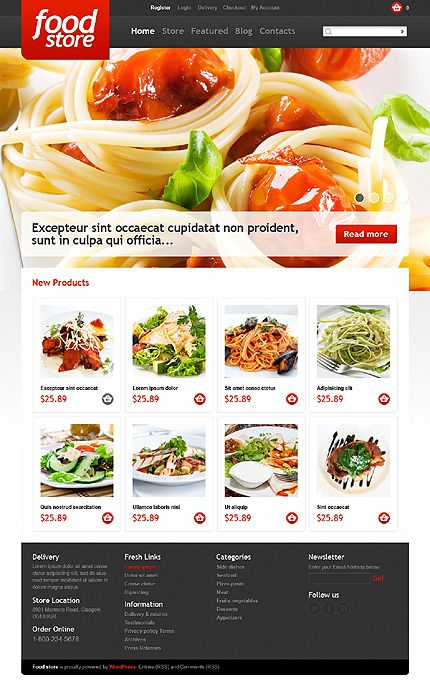 Register Login Delivery Checkout My Account
0
food
store
Home Store Featured Blog Contacts
Excepteur sint occaecat cupidatat non proident,
sunt in culpa qui officia...
Read more
New Products
Excepteur sint occaecat
$25.89
Lorem ipsum dolor
$25.89
Sit amet conse ctetur
$25.89
Adipisicing elit
$25.89
Quis nostrud exercitation
$25.89
Ullamco laboris nisi
$25.89
Ut aliquip
$25.89
Sint occaecat
$25.89
Delivery
Lorem ipsum dolor sit amet conse
ctetur adipisicing elit, sed do eius
mod tempor incididunt ut labore et
dolore magna aliqua.
Store Location
8901 Marmora Road, Glasgow,
D04 89GR
Order Online
1-800-234-5678
Fresh Links
Lorem ipsum
Dolor sit amet
Conse ctetur
Dipisicing
Information
Delivery & returns
Testimonials
Privacy policy Terms
Archives
Press Releases
Categories
Side dishes
Seafood
Pizza-pasta
Meat
Fruits-vegetables
Desserts
Appetizers
Newsletter
Enter your Email Address below:
Go!
Follow us
Food store is proudly powered by WordPress Entries (RSS) and Comments (RSS)